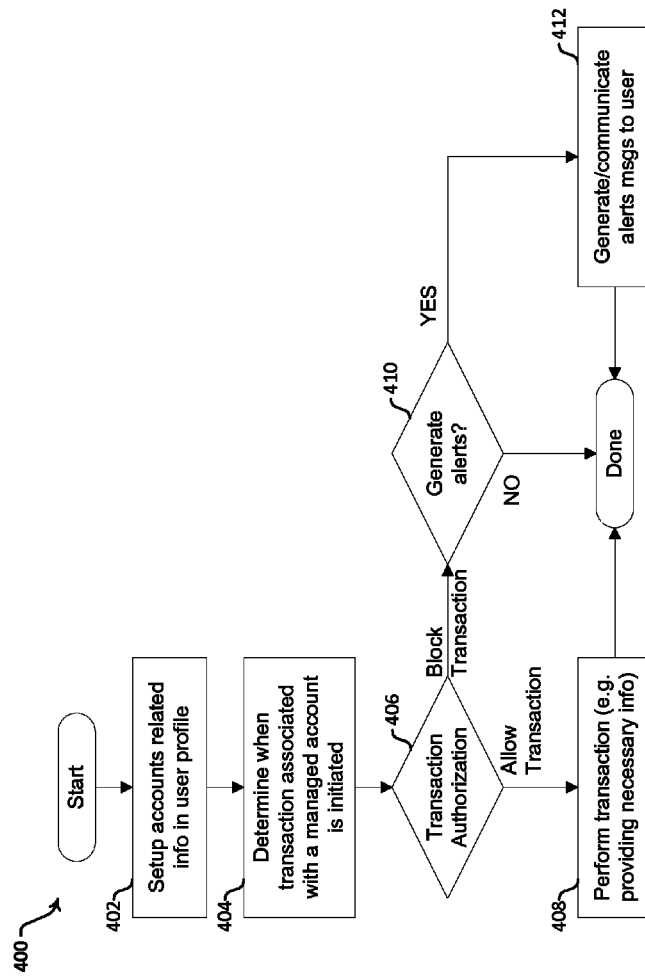 400
Start
402
Setup accounts related
info in user profile
404
Determine when
transaction associated
with a managed account
is initiated
406
Transaction
Authorization
Block
Transaction
Allow
Transaction
408
Perform transaction (e.g.
providing necessary info)
410
Generate
alerts?
YES
NO
412
Generate/communicate
alerts msgs to user
Done